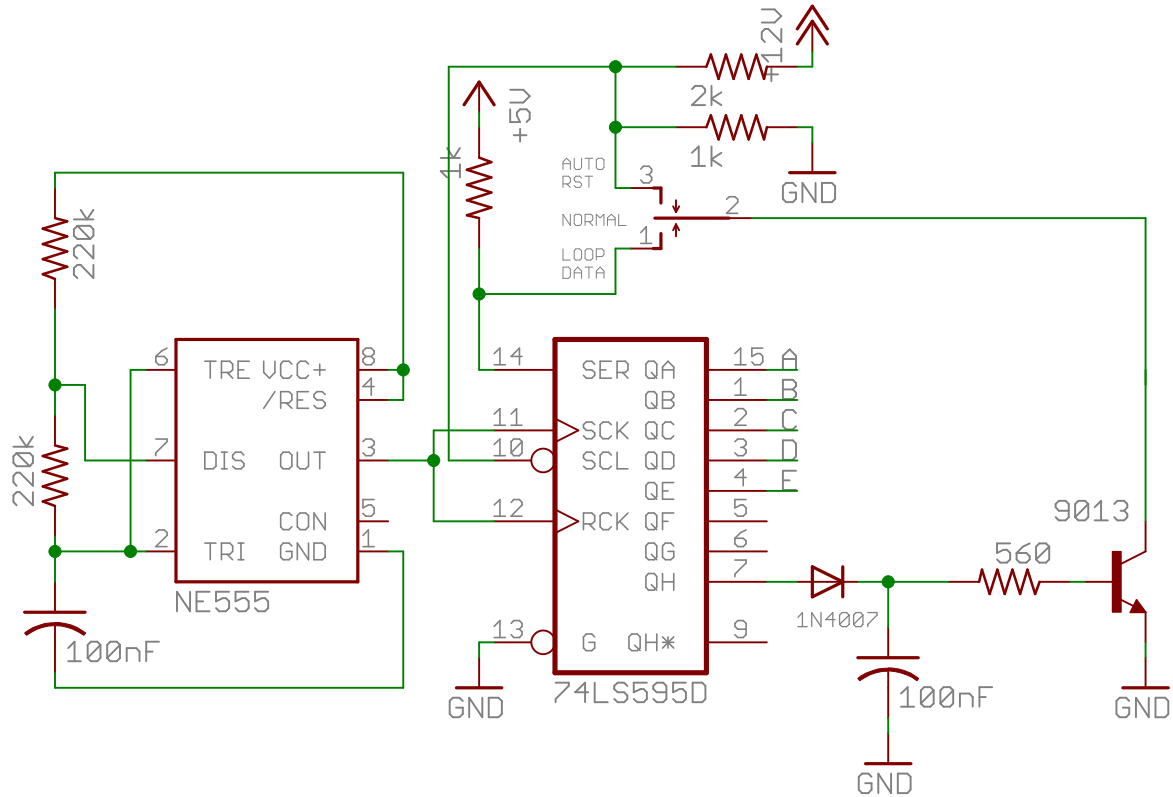 +12V
2k
+5V
1k
1k
AUTO
RST
3
GND
NORMAL
2
1
LOOP
DATA
220k
6
TRE
VCC+
8
/RES
4
14
SER
QA
15
A
QB
1
B
11
SCK
QC
2
C
220k
7
DIS
OUT
3
10
SCL
QD
3
D
QE
4
E
CON
5
12
RCK
QF
5
9013
2
TRI
GND
1
QG
6
560
QH
7
NE555
1N4007
100nF
13
G
QH*
9
GND
74LS595D
100nF
GND
GND